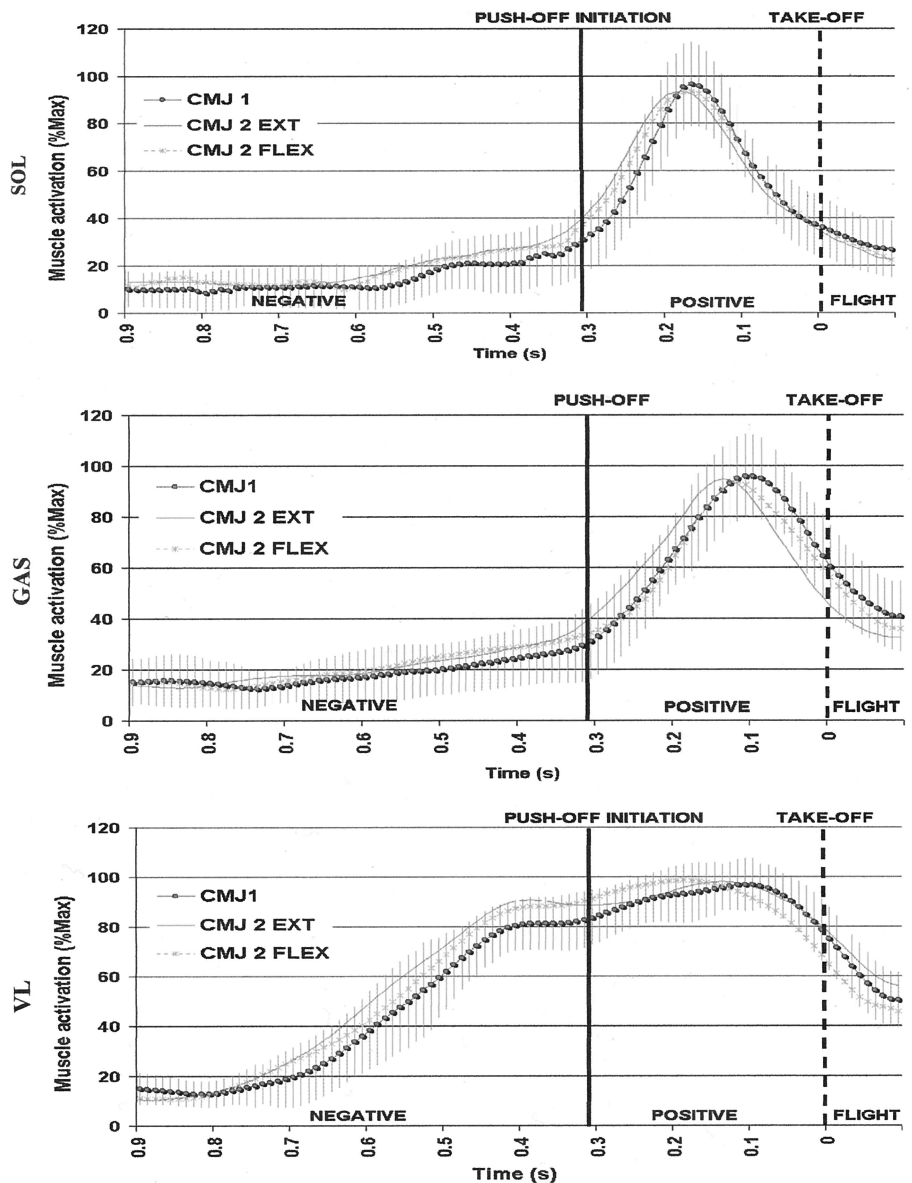 PUSH-OFF INITIATION TAKE-OFF
120
100
80
60
40
20
0
SOL
Muscle activation (%Max)
CMJ 1
CMJ 2 EXT
CMJ 2 FLEX
NEGATIVE POSITIVE FLIGHT
0.9 0.8 0.7 0.6 0.5 0.4 0.3 0.2 0.1 0
Time (s)
PUSH-OFF TAKE-OFF
120
100
80
60
40
20
0
GAS
Muscle activation (%Max)
CMJ1
CMJ 2 EXT
CMJ 2 FLEX
NEGATIVE POSITIVE FLIGHT
0.9 0.8 0.7 0.6 0.5 0.4 0.3 0.2 0.1 0
Time (s)
PUSH-OFF INITIATION TAKE-OFF
120
100
80
60
40
20
0
VL
Muscle activation (%Max)
CMJ1
CMJ 2 EXT
CMJ 2 FLEX
NEGATIVE POSITIVE FLIGHT
0.9 0.8 0.7 0.6 0.5 0.4 0.3 0.2 0.1 0
Time (s)